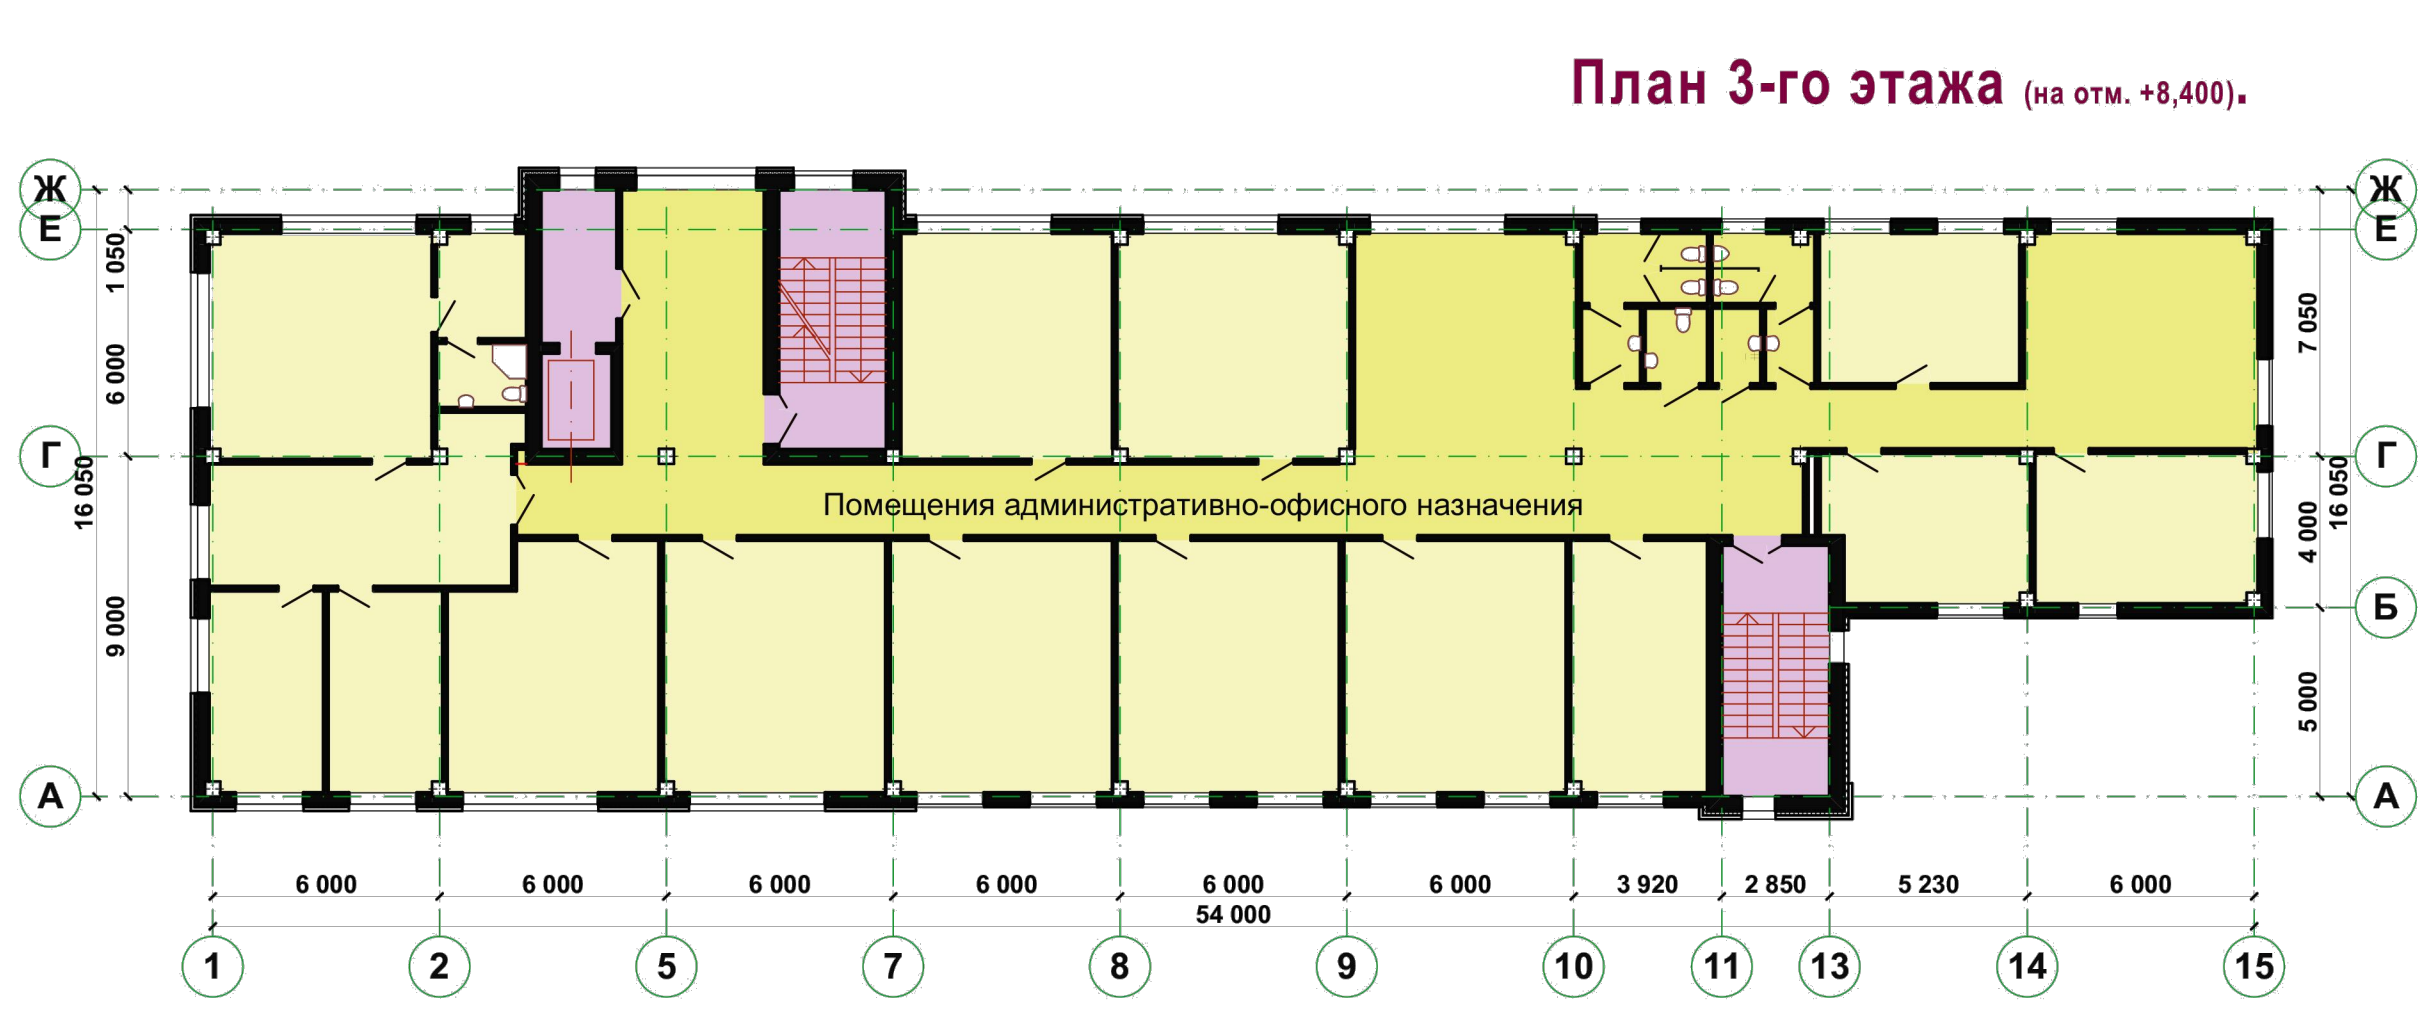 План 3-го этажа (на отм. +8,400).
Ж
Ж
Е
Е
1 050
7 050
6 000
Г
Г
16 050
16 050
Помещения административно-офисного назначения
4 000
9 000
Б
5 000
А
А
6 000 6 000 6 000 6 000 6 000 6 000 3 920 2 850 5 230 6 000
54 000
1 2 5 7 8 9 10 11 13 14 15